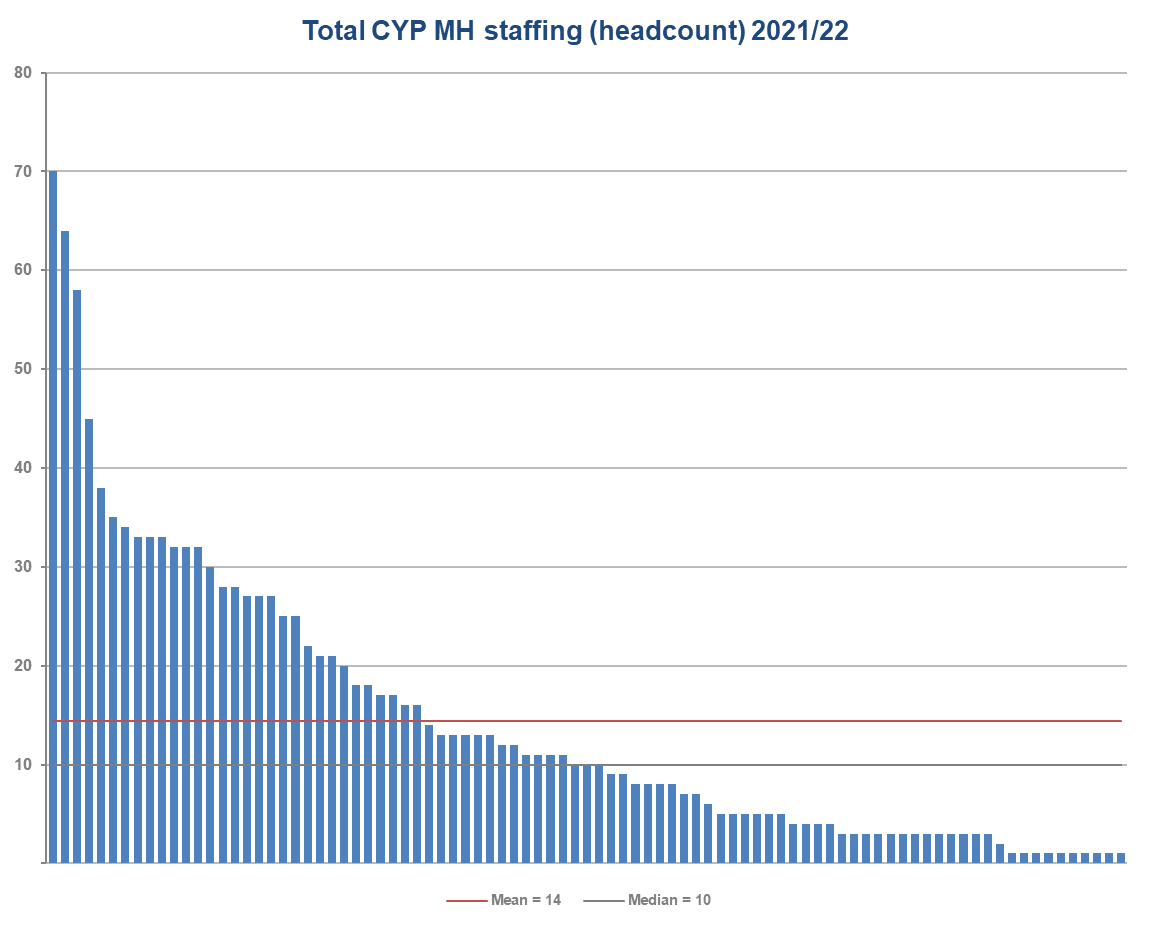 Total CYP MH staffing (headcount) 2021/22
80
70
60
50
40
30
20
10
Mean = 14
Median = 10